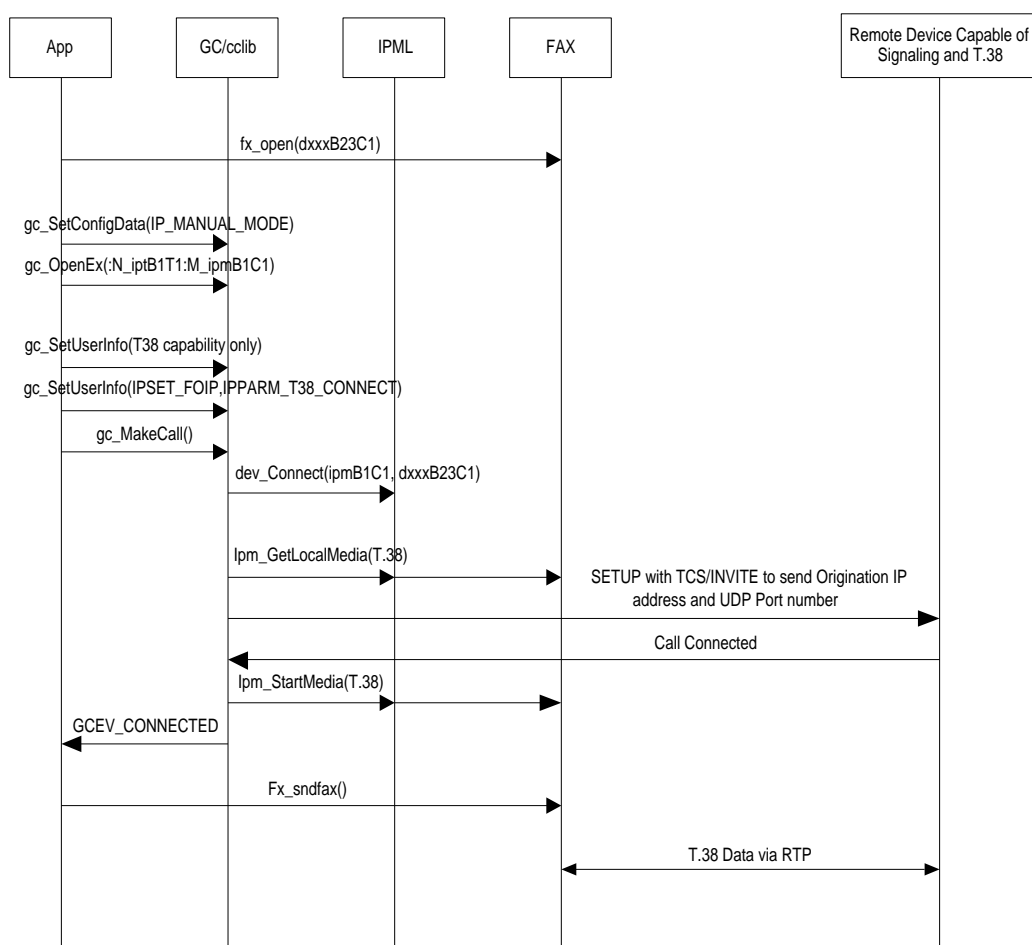 App
GC/cclib
IPML
FAX
Remote Device Capable of
Signaling and T.38
fx_open(dxxxB23C1)
gc_SetConfigData(IP_MANUAL_MODE)
gc_OpenEx(:N_iptB1T1:M_ipmB1C1)
gc_SetUserInfo(T38 capability only)
gc_SetUserInfo(IPSET_FOIP,IPPARM_T38_CONNECT)
gc_MakeCall()
dev_Connect(ipmB1C1, dxxxB23C1)
Ipm_GetLocalMedia(T.38)
SETUP with TCS/INVITE to send Origination IP
address and UDP Port number
Call Connected
Ipm_StartMedia(T.38)
GCEV_CONNECTED
Fx_sndfax()
T.38 Data via RTP